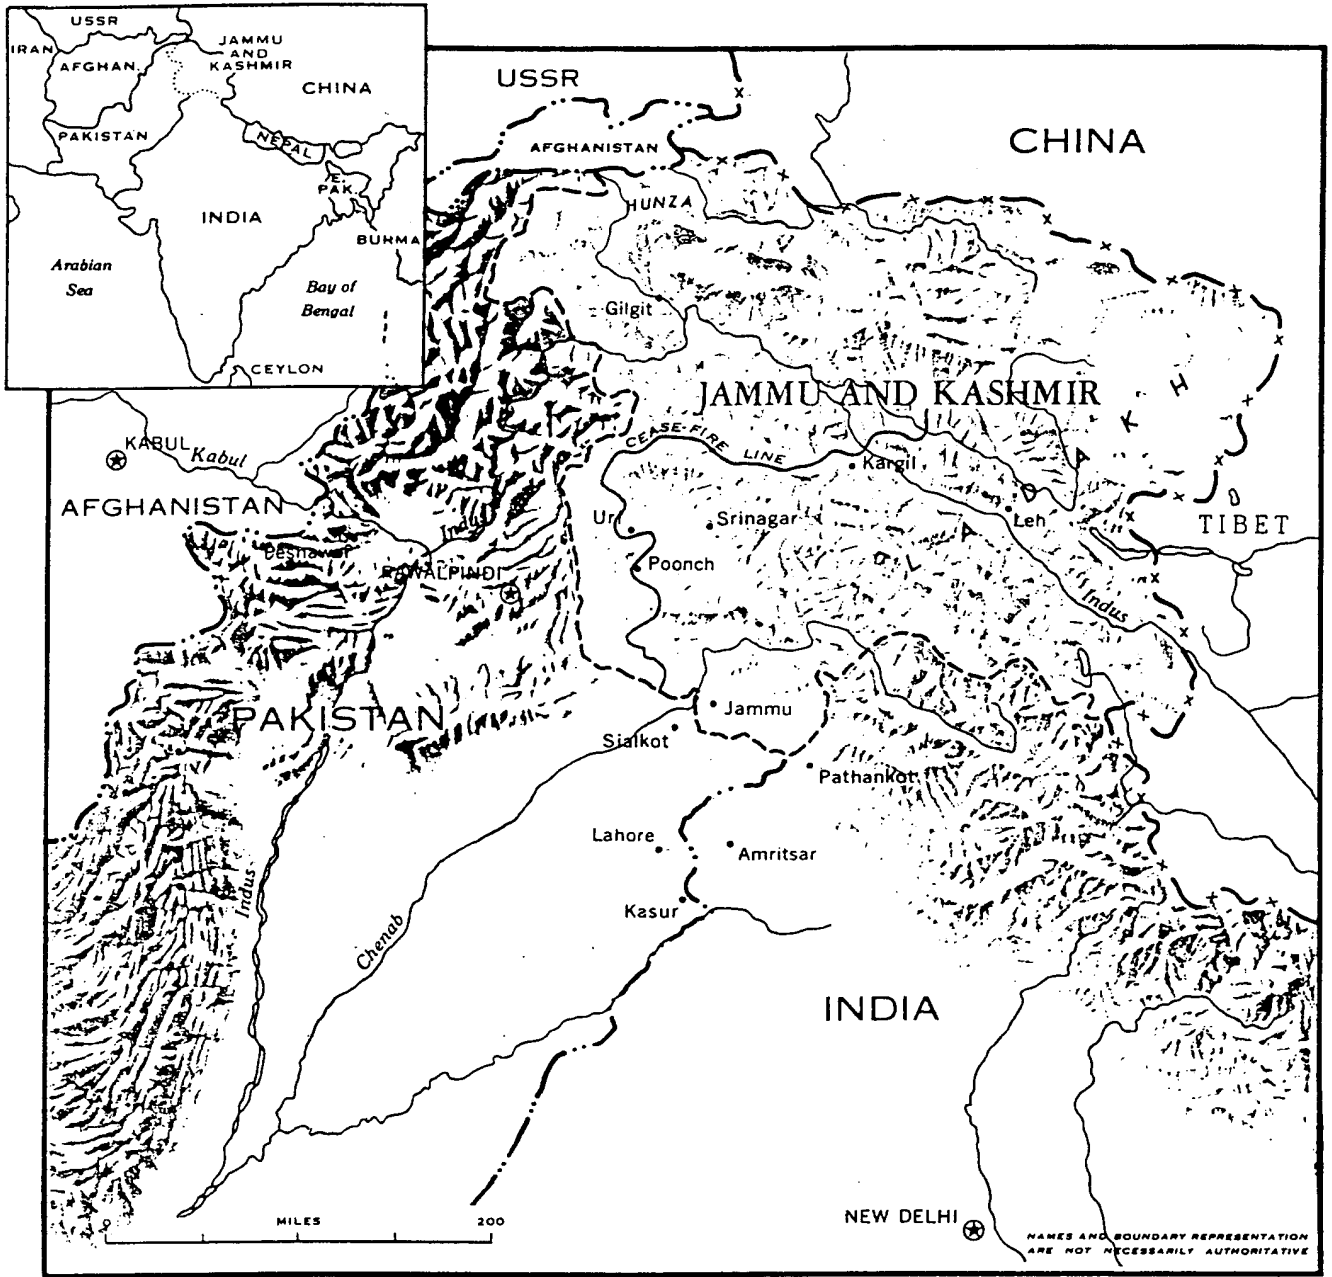 USSR
IRAN
AFGHAN.
JAMMU
AND
KASHMIR
CHINA
PAKISTAN
NEPAL
E.
PAK.
INDIA
BURMA
Arabian
Sea
Bay of
Bengal
CEYLON
USSR
AFGHANISTAN
CHINA
HUNZA
Gilgit
JAMMU AND KASHMIR
CEASE-FIRE LINE
KABUL
Kabul
Kargil
LADAKH
AFGHANISTAN
Indus
Uri
Srinagar
Leh
TIBET
Peshawar
Poonch
RAWALPINDI
Indus
PAKISTAN
Jammu
Sialkot
Pathankot
Lahore
Amritsar
Indus
Kasur
Chenab
INDIA
NEW DELHI
0 MILES 200
NAMES AND BOUNDARY REPRESENTATION
ARE NOT NECESSARILY AUTHORITATIVE